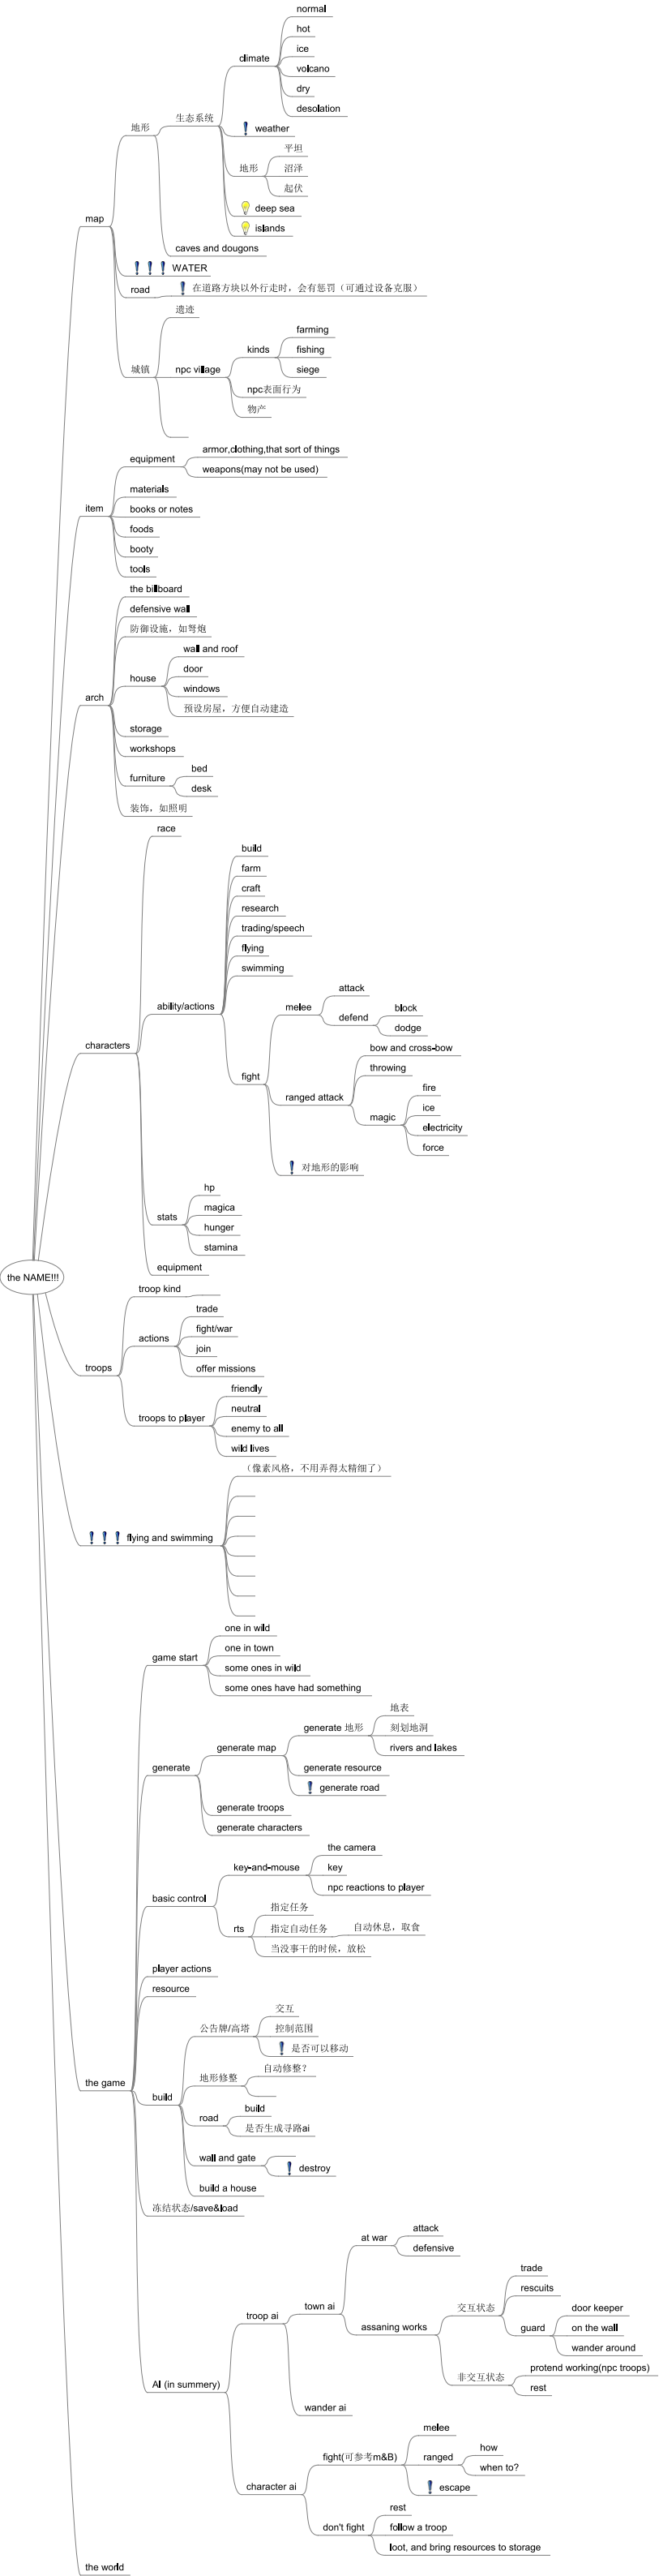 normal
hot
ice
climate
volcano
dry
desolation
生态系统
weather
地形
平坦
地形
沼泽
起伏
deep sea
islands
map
caves and dougons
WATER
road
在道路方块以外行走时，会有惩罚（可通过设备克服）
遗迹
farming
kinds
fishing
城镇
npc village
siege
npc表面行为
物产
armor,clothing,that sort of things
equipment
weapons(may not be used)
materials
item
books or notes
foods
booty
tools
the billboard
defensive wall
防御设施，如弩炮
wall and roof
door
house
windows
arch
预设房屋，方便自动建造
storage
workshops
bed
furniture
desk
装饰，如照明
race
build
farm
craft
research
trading/speech
flying
swimming
ability/actions
attack
melee
block
defend
dodge
characters
bow and cross-bow
throwing
fight
fire
ranged attack
ice
magic
electricity
force
对地形的影响
hp
magica
stats
hunger
stamina
equipment
the NAME!!!
troop kind
trade
fight/war
actions
join
troops
offer missions
friendly
neutral
troops to player
enemy to all
wild lives
（像素风格，不用弄得太精细了）
flying and swimming
one in wild
one in town
game start
some ones in wild
some ones have had something
地表
generate 地形
刻划地洞
generate map
rivers and lakes
generate
generate resource
generate road
generate troops
generate characters
the camera
key-and-mouse
key
npc reactions to player
basic control
指定任务
rts
指定自动任务
自动休息，取食
当没事干的时候，放松
player actions
resource
交互
公告牌/高塔
控制范围
是否可以移动
the game
自动修整？
地形修整
build
build
road
是否生成寻路ai
wall and gate
destroy
build a house
冻结状态/save&load
attack
at war
defensive
town ai
trade
troop ai
交互状态
rescuits
assaning works
door keeper
guard
on the wall
wander around
非交互状态
protend working(npc troops)
rest
AI (in summery)
wander ai
melee
fight(可参考m&B)
how
ranged
when to?
character ai
escape
rest
don't fight
follow a troop
loot, and bring resources to storage
the world